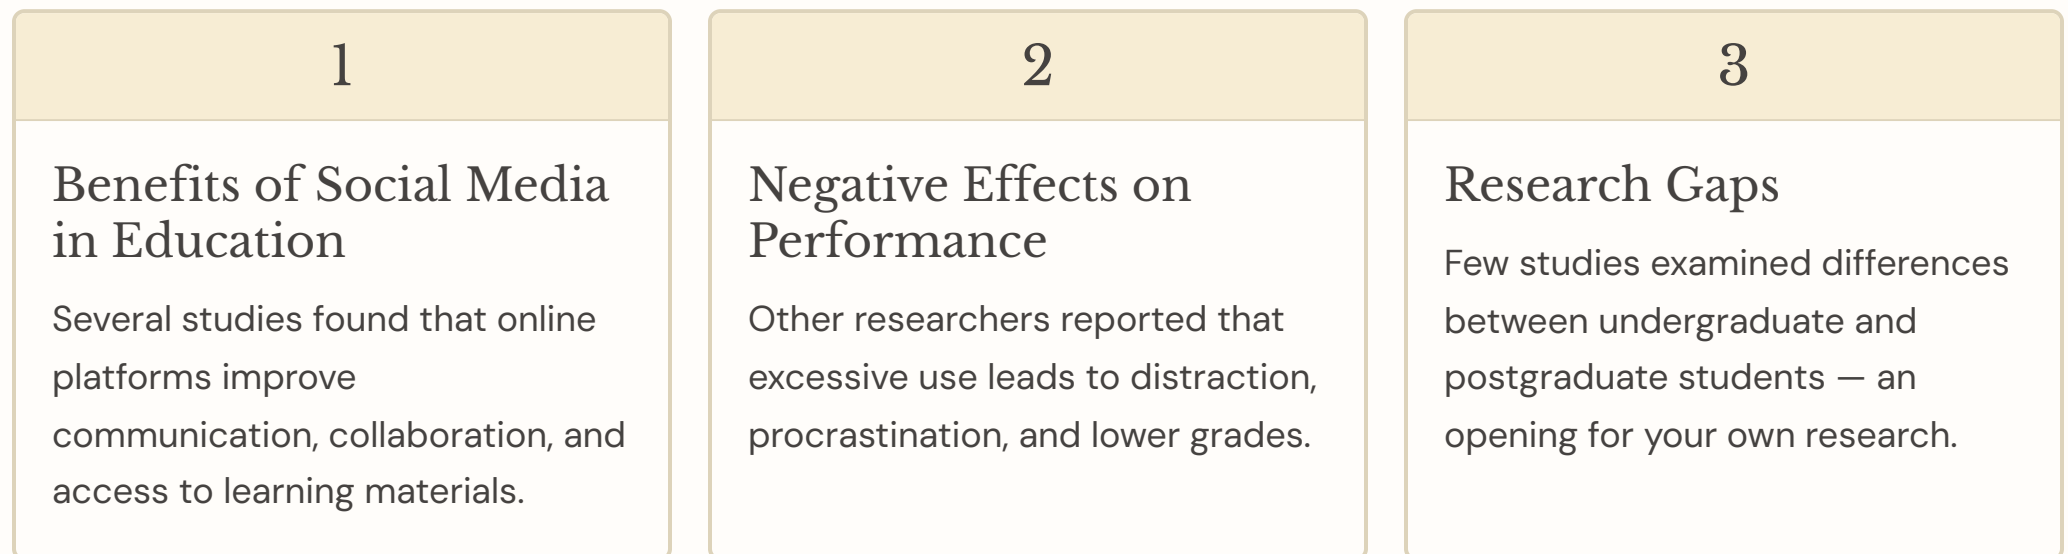 1
Benefits of Social Media
in Education
Several studies found that online
platforms improve
communication, collaboration, and
access to learning materials.
2
Negative Effects on
Performance
Other researchers reported that
excessive use leads to distraction,
procrastination, and lower grades.
3
Research Gaps
Few studies examined differences
between undergraduate and
postgraduate students — an
opening for your own research.